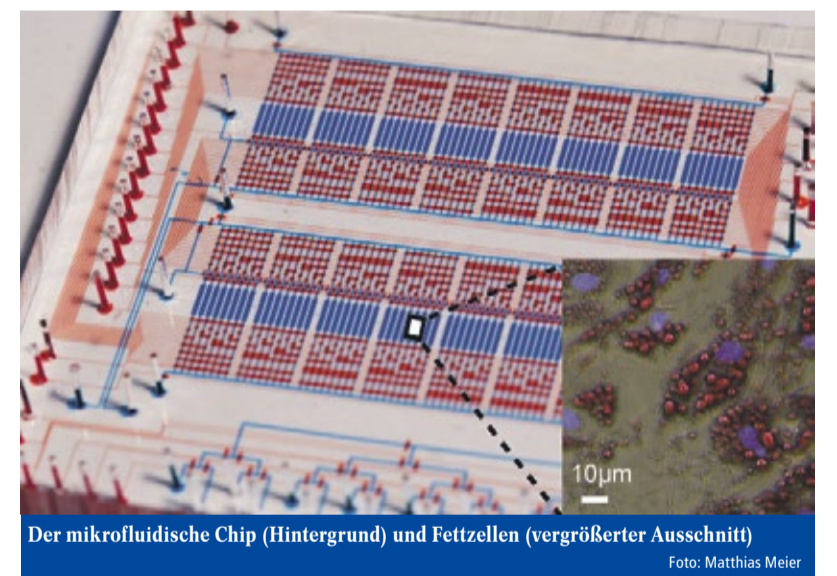 10µm
Der mikrofluidische Chip (Hintergrund) und Fettzellen (vergrößerter Ausschnitt)
Foto: Matthias Meier